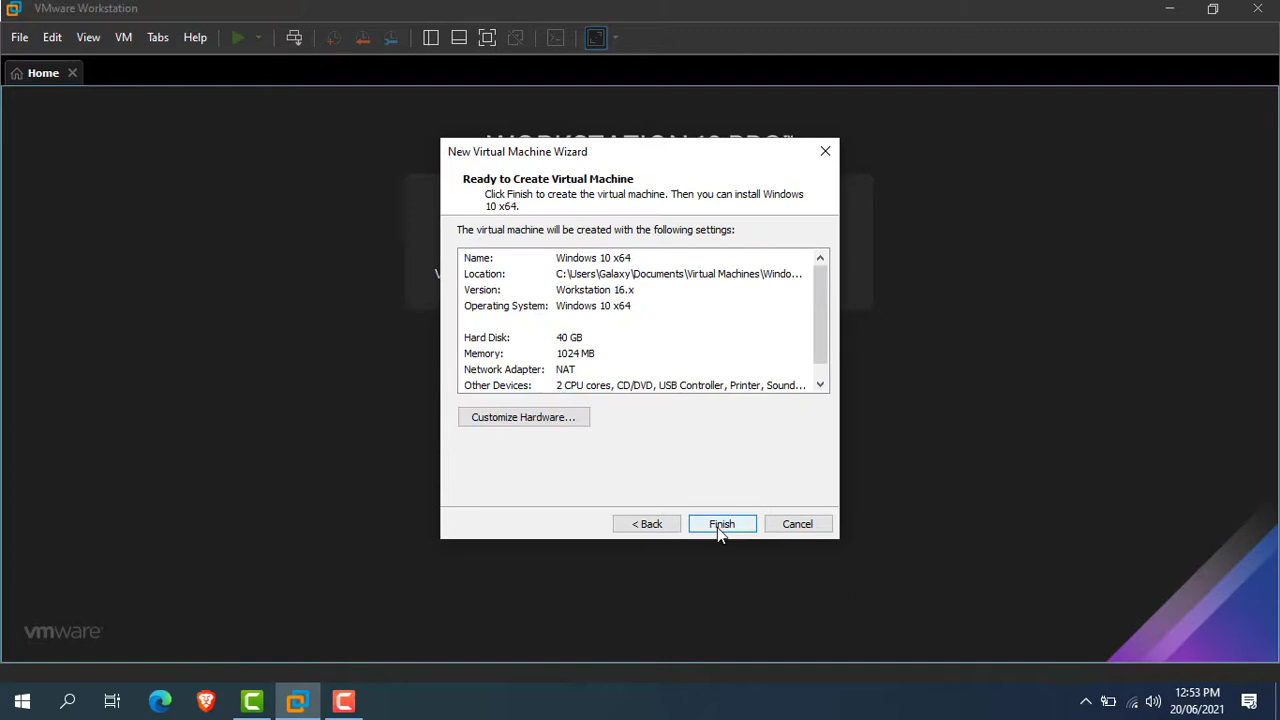 VMware Workstation
File Edit View VM Tabs Help
Home
WORKSTATION 16 PRO™
New Virtual Machine Wizard
Ready to Create Virtual Machine
Click Finish to create the virtual machine. Then you can install Windows
10 x64.
The virtual machine will be created with the following settings:
Name: Windows 10 x64
Location: C:\Users\Galaxy\Documents\Virtual Machines\Windo...
Version: Workstation 16.x
Operating System: Windows 10 x64
Hard Disk: 40 GB
Memory: 1024 MB
Network Adapter: NAT
Other Devices: 2 CPU cores, CD/DVD, USB Controller, Printer, Sound...
Customize Hardware...
< Back Finish Cancel
vmware
12:53 PM
20/06/2021